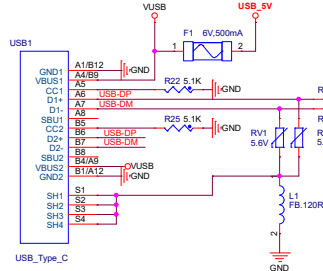 VUSB
USB_5V
F1 6V,500mA
1 2
USB1
GND1 A1/B12 GND
VBUS1 A4/B9
CC1 A5 R22 5.1K GND
D1+ A6 USB-DP
D1- A7 USB-DM
SBU1 A8
CC2 B5 R25 5.1K GND
D2+ B6 USB-DP
D2- B7 USB-DM
SBU2 B8
VBUS2 B4/A9 VUSB
GND2 B1/A12 GND
SH1 S1
SH2 S2
SH3 S3
SH4 S4
USB_Type_C
RV1
5.6V
L1
FB.120R
2
GND